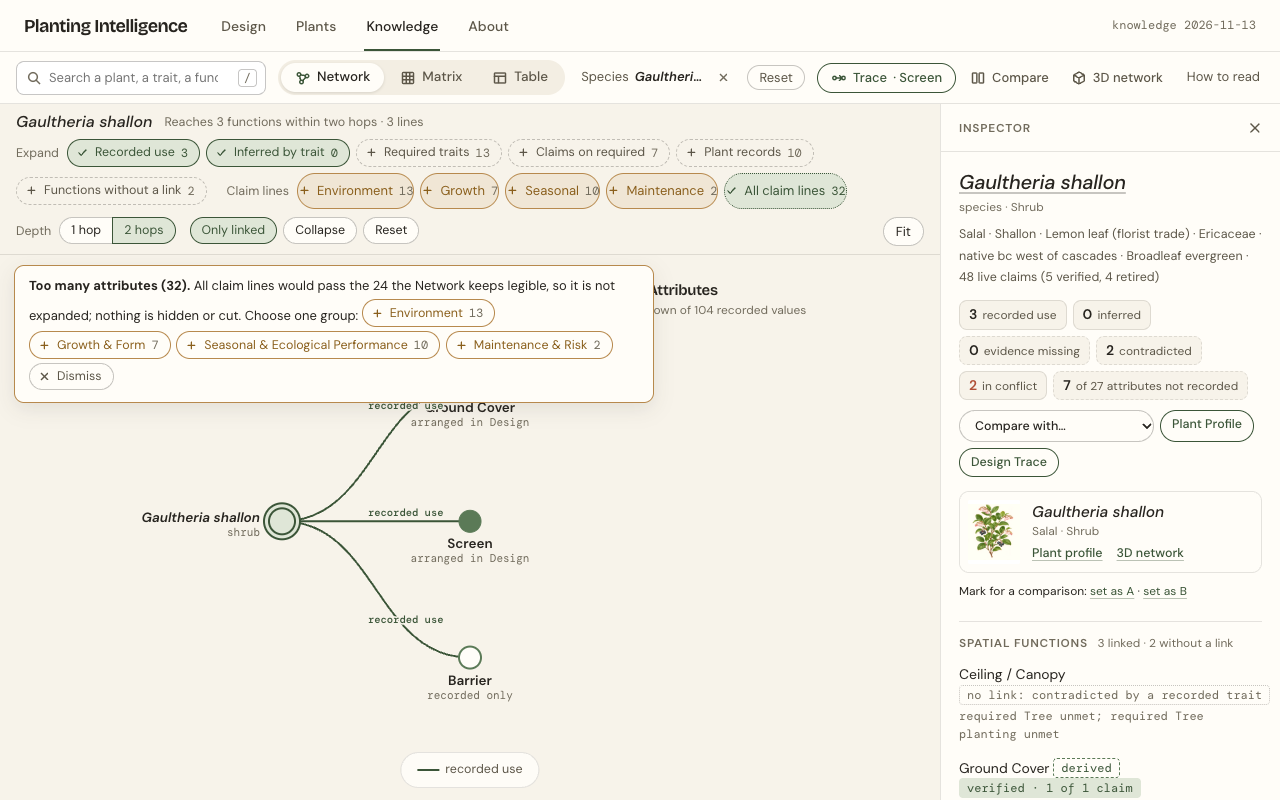 Planting Intelligence
Design
Plants
Knowledge
About
knowledge 2026-11-13
Search a plant, a trait, a func
/
Network
Matrix
Table
Species Gaultheri… ×
Reset
Trace · Screen
Compare
3D network
How to read
Gaultheria shallon Reaches 3 functions within two hops · 3 lines
Expand ✓ Recorded use 3 ✓ Inferred by trait 0 + Required traits 13 + Claims on required 7 + Plant records 10
+ Functions without a link 2 Claim lines + Environment 13 + Growth 7 + Seasonal 10 + Maintenance 2 ✓ All claim lines 32
Depth 1 hop 2 hops Only linked Collapse Reset Fit
Too many attributes (32). All claim lines would pass the 24 the Network keeps legible, so it is not
expanded; nothing is hidden or cut. Choose one group: + Environment 13
+ Growth & Form 7 + Seasonal & Ecological Performance 10 + Maintenance & Risk 2
× Dismiss
Attributes
own of 104 recorded values
recorded use
Ground Cover
arranged in Design
Gaultheria shallon
shrub
recorded use
Screen
arranged in Design
recorded use
Barrier
recorded only
recorded use
INSPECTOR ×
Gaultheria shallon
species · Shrub
Salal · Shallon · Lemon leaf (florist trade) · Ericaceae ·
native bc west of cascades · Broadleaf evergreen ·
48 live claims (5 verified, 4 retired)
3 recorded use 0 inferred
0 evidence missing 2 contradicted
2 in conflict 7 of 27 attributes not recorded
Compare with… Plant Profile
Design Trace
Gaultheria shallon
Salal · Shrub
Plant profile 3D network
Mark for a comparison: set as A · set as B
SPATIAL FUNCTIONS 3 linked · 2 without a link
Ceiling / Canopy
no link: contradicted by a recorded trait
required Tree unmet; required Tree
planting unmet
Ground Cover derived
verified · 1 of 1 claim